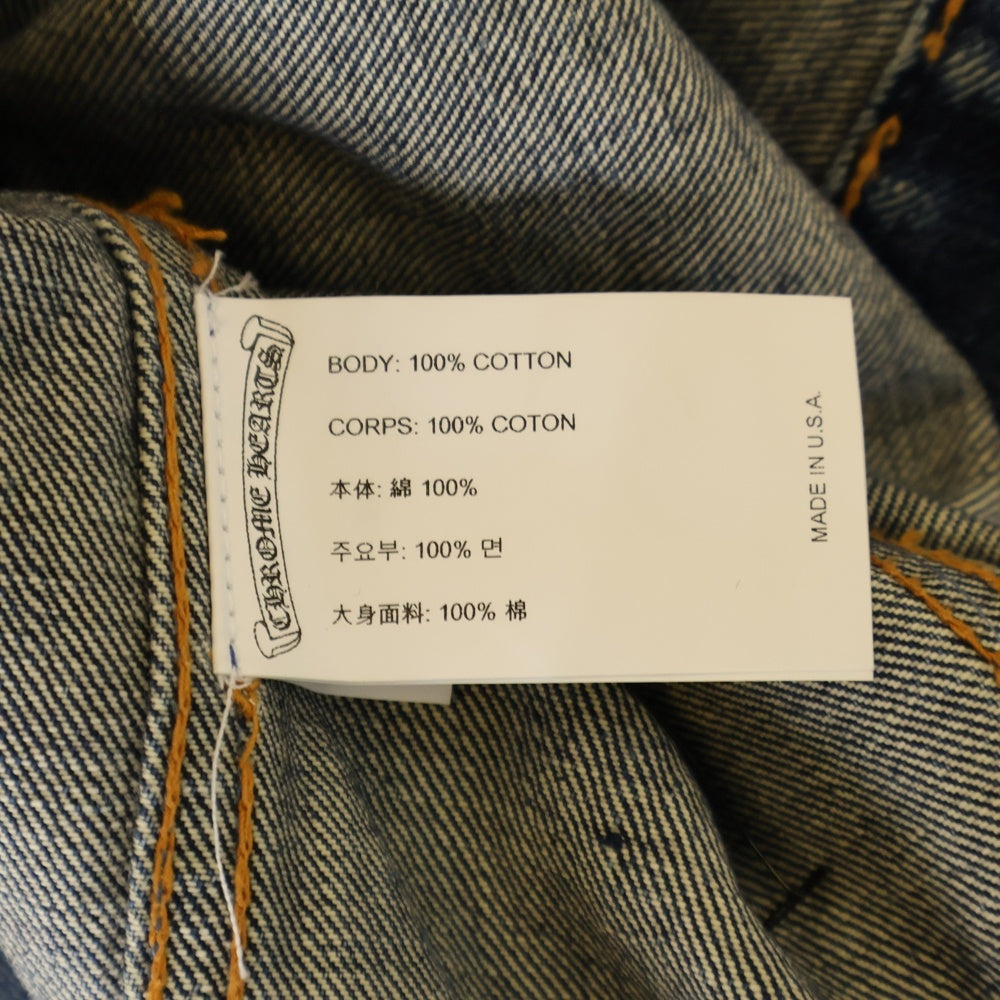 CHROME HEARTS
BODY: 100% COTTON
CORPS: 100% COTON
本体: 綿 100%
주요부: 100% 면
大身面料: 100% 棉
MADE IN U.S.A.